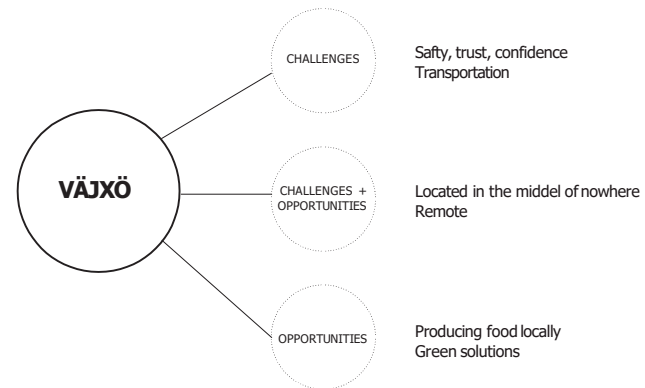 CHALLENGES
Safty, trust, confidence
Transportation
VÄJXÖ
CHALLENGES +
OPPORTUNITIES
Located in the middel of nowhere
Remote
OPPORTUNITIES
Producing food locally
Green solutions